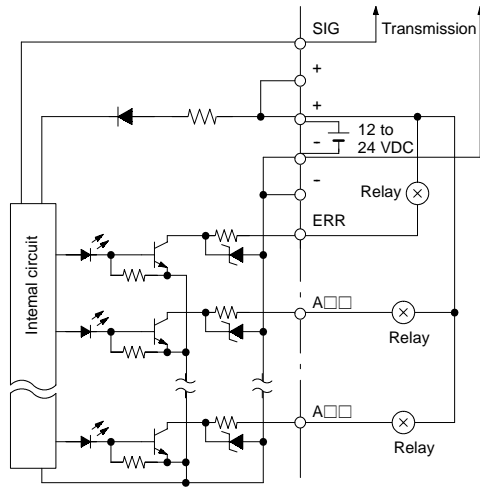 SIG
Transmission
+
+
12 to
24 VDC
-
-
Relay
ERR
Internal circuit
A□□
Relay
A□□
Relay